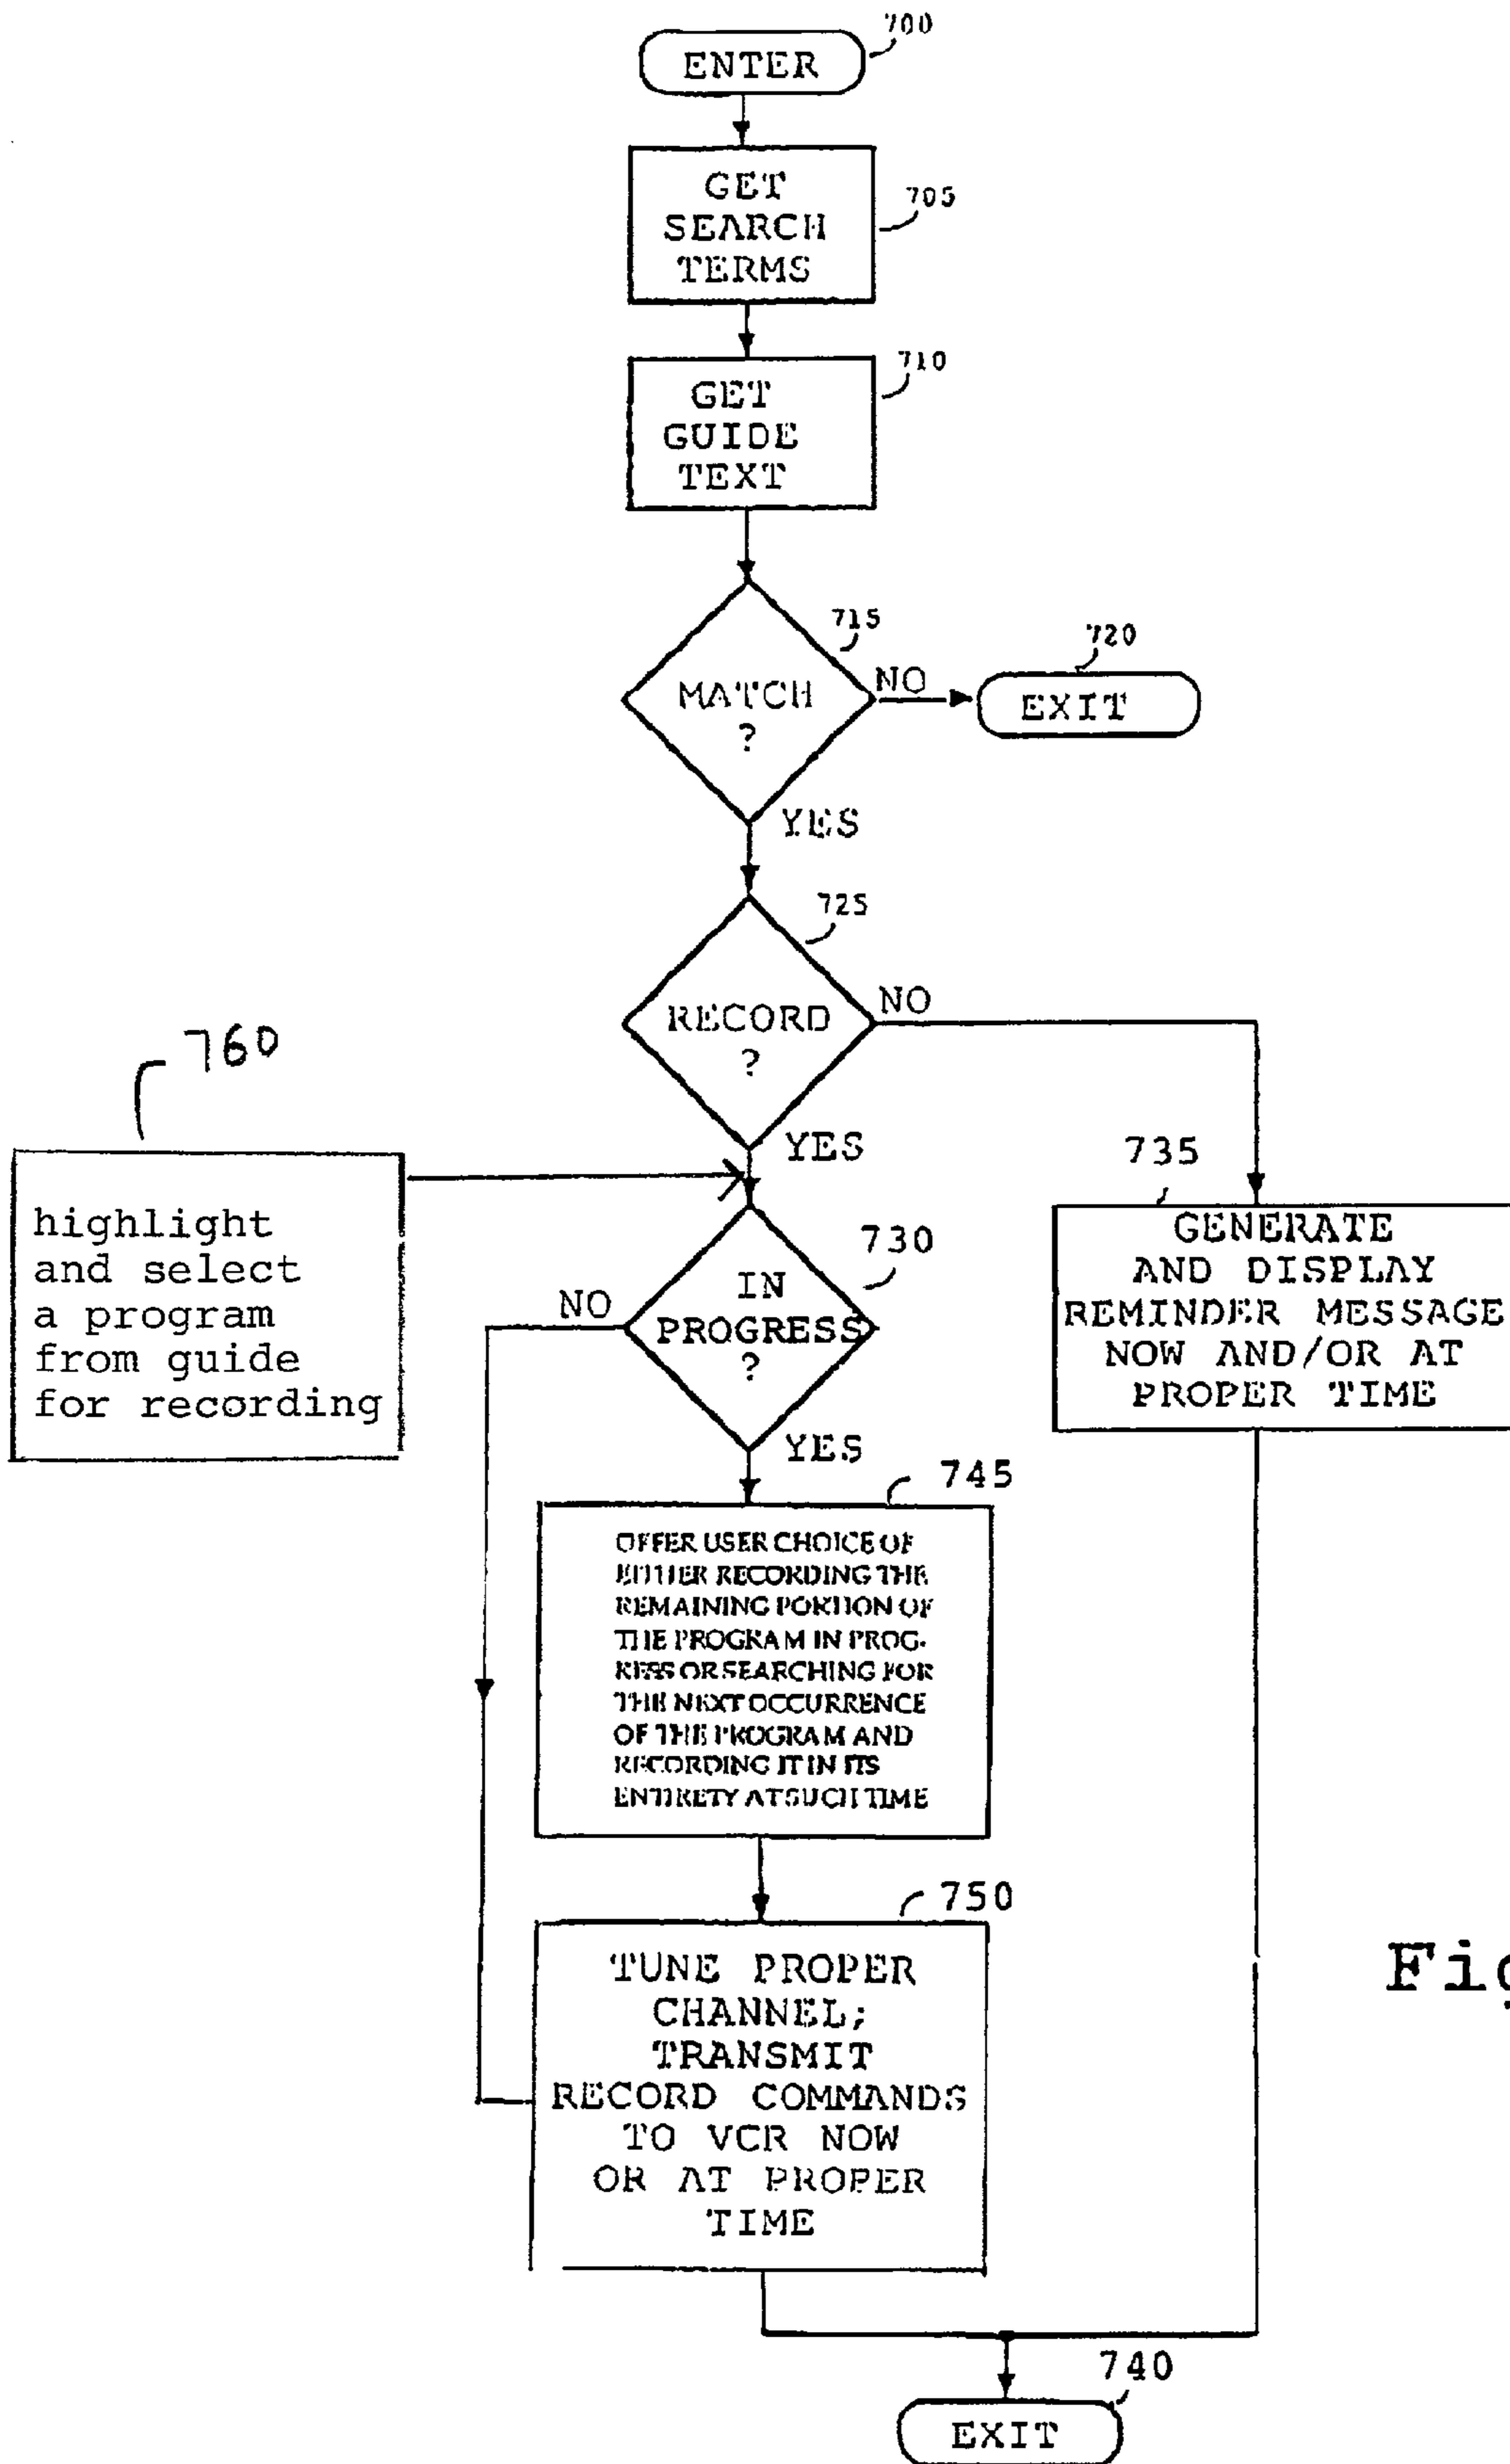 700
ENTER
GET
SEARCH
TERMS
705
GET
GUIDE
TEXT
710
715
MATCH
?
NO
720
EXIT
YES
725
RECORD
?
NO
YES
760
highlight
and select
a program
from guide
for recording
730
IN
PROGRESS
?
NO
YES
735
GENERATE
AND DISPLAY
REMINDER MESSAGE
NOW AND/OR AT
PROPER TIME
745
OFFER USER CHOICE OF
EITHER RECORDING THE
REMAINING PORTION OF
THE PROGRAM IN PROG-
RESS OR SEARCHING FOR
THE NEXT OCCURRENCE
OF THE PROGRAM AND
RECORDING IT IN ITS
ENTIRETY AT SUCH TIME
750
TUNE PROPER
CHANNEL;
TRANSMIT
RECORD COMMANDS
TO VCR NOW
OR AT PROPER
TIME
740
EXIT